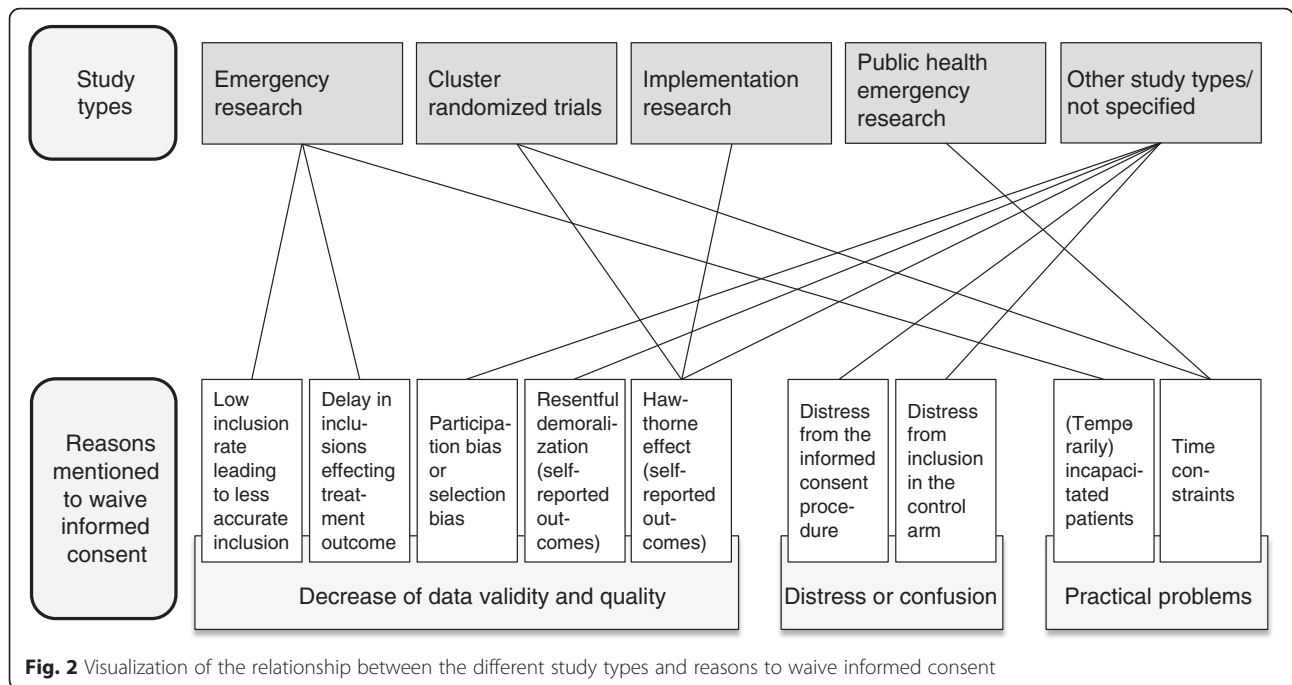 Study
types
Emergency
research
Cluster
randomized trials
Implementation
research
Public health
emergency
research
Other study types/
not specified
Reasons
mentioned
to waive
informed
consent
Low
inclusion
rate
leading
to less
accurate
inclusion
Delay in
inclu-
sions
effecting
treat-
ment
outcome
Participa-
tion bias
or
selection
bias
Resentful
demorali-
zation
(self-
reported
out-
comes)
Haw-
thorne
effect
(self-
reported
out-
comes)
Distress
from the
informed
consent
proce-
dure
Distress
from
inclusion
in the
control
arm
(Tempo
rarily)
incapaci-
tated
patients
Time
con-
straints
Decrease of data validity and quality
Distress or confusion
Practical problems
Fig. 2 Visualization of the relationship between the different study types and reasons to waive informed consent